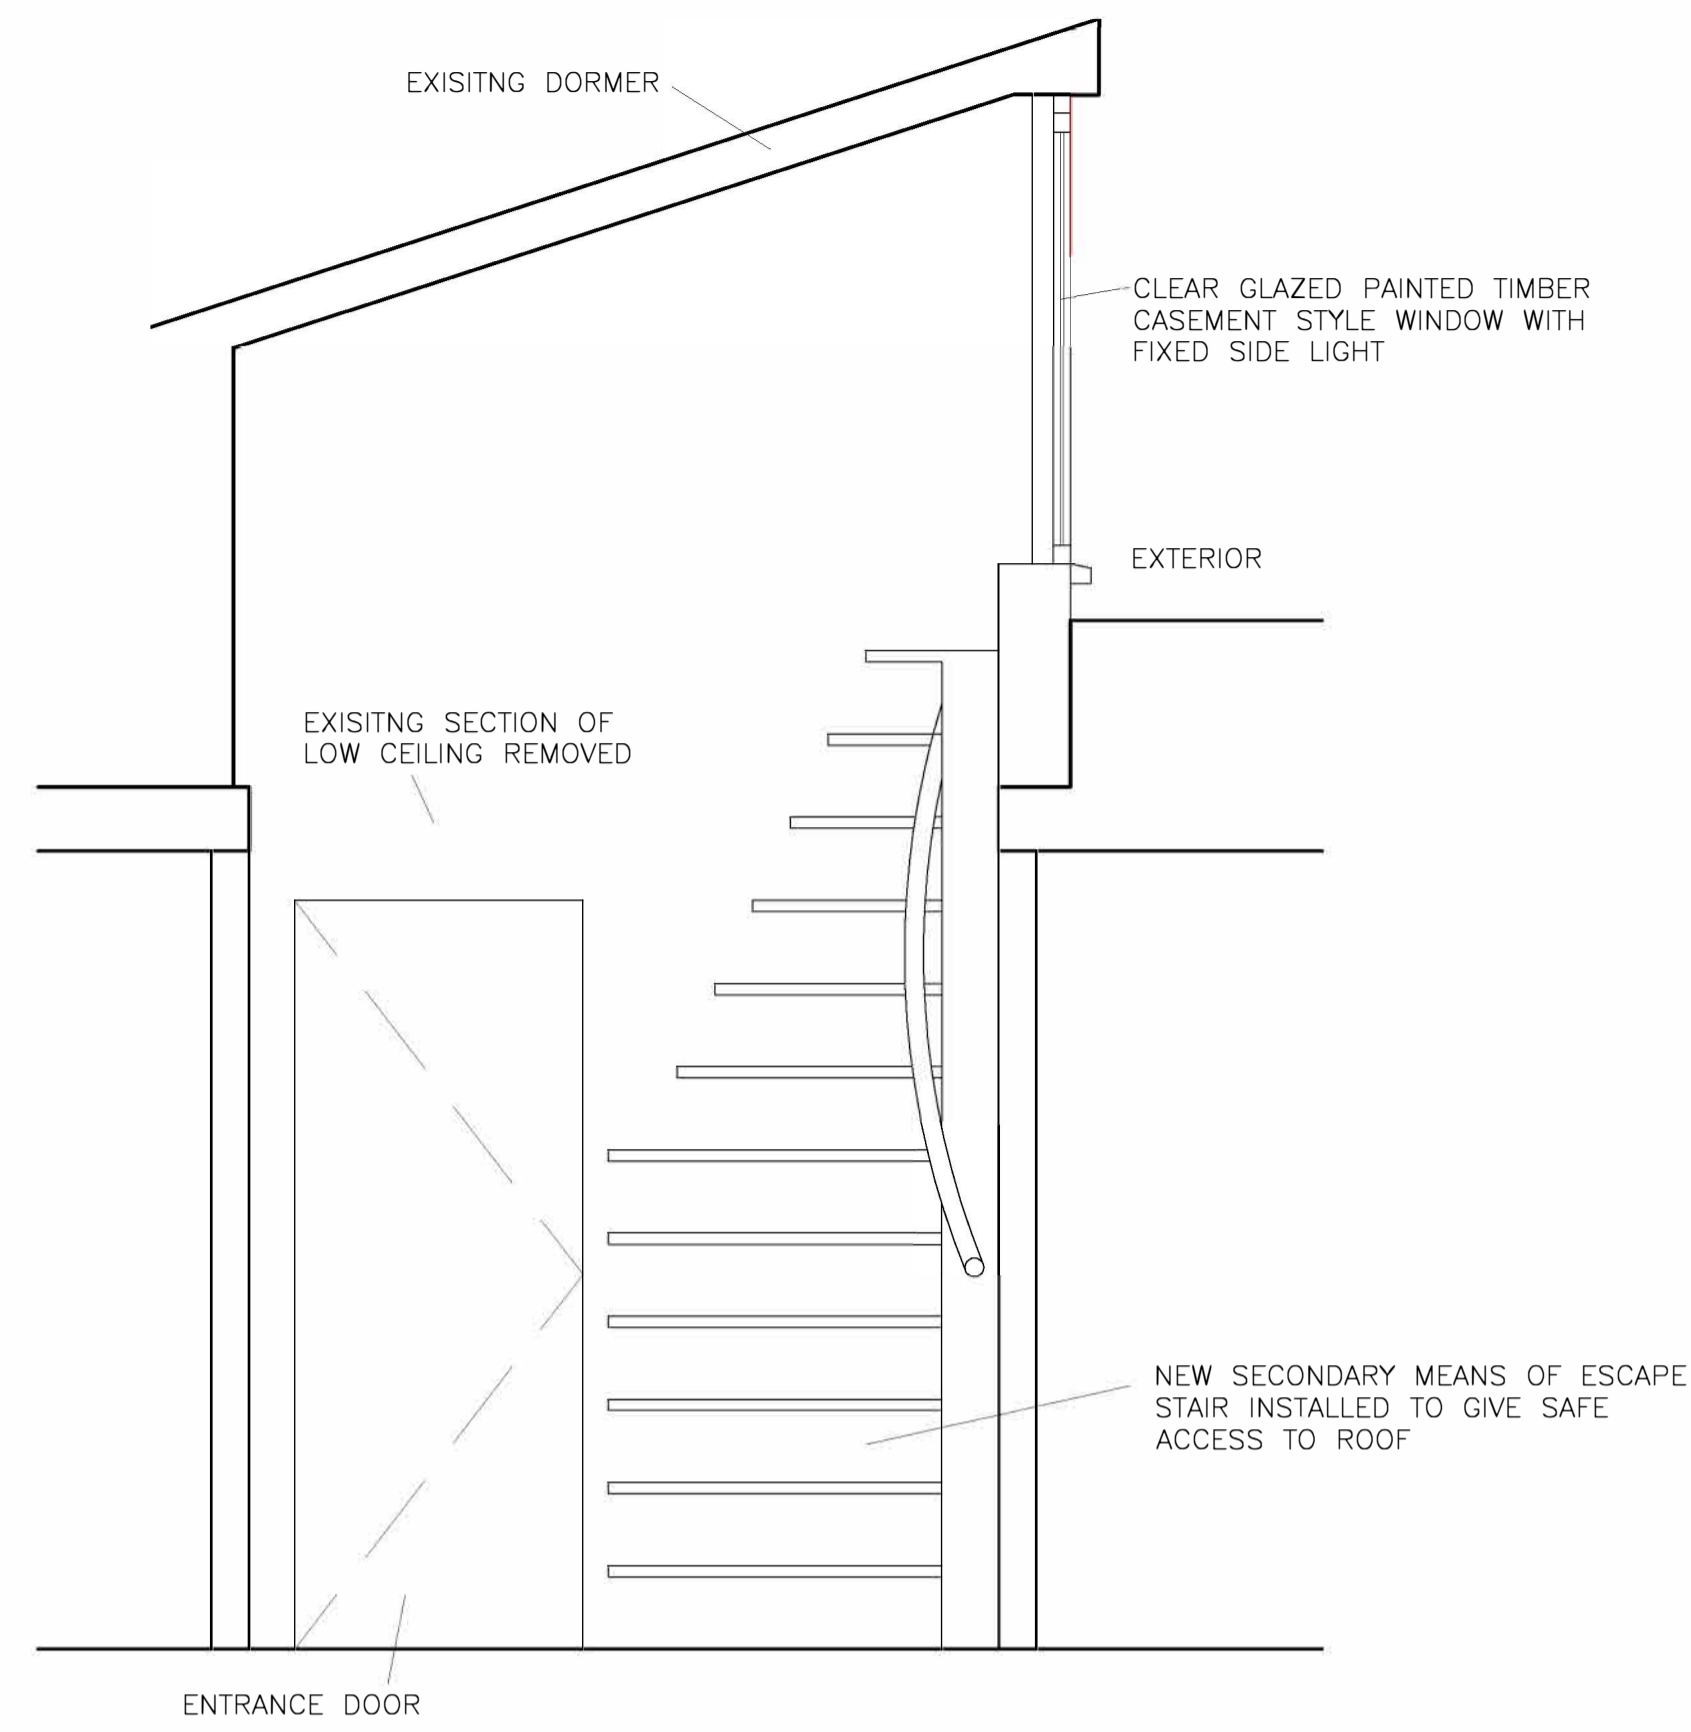 EXISITNG DORMER
CLEAR GLAZED PAINTED TIMBER
CASEMENT STYLE WINDOW WITH
FIXED SIDE LIGHT
EXTERIOR
EXISITNG SECTION OF
LOW CEILING REMOVED
NEW SECONDARY MEANS OF ESCAPE
STAIR INSTALLED TO GIVE SAFE
ACCESS TO ROOF
ENTRANCE DOOR